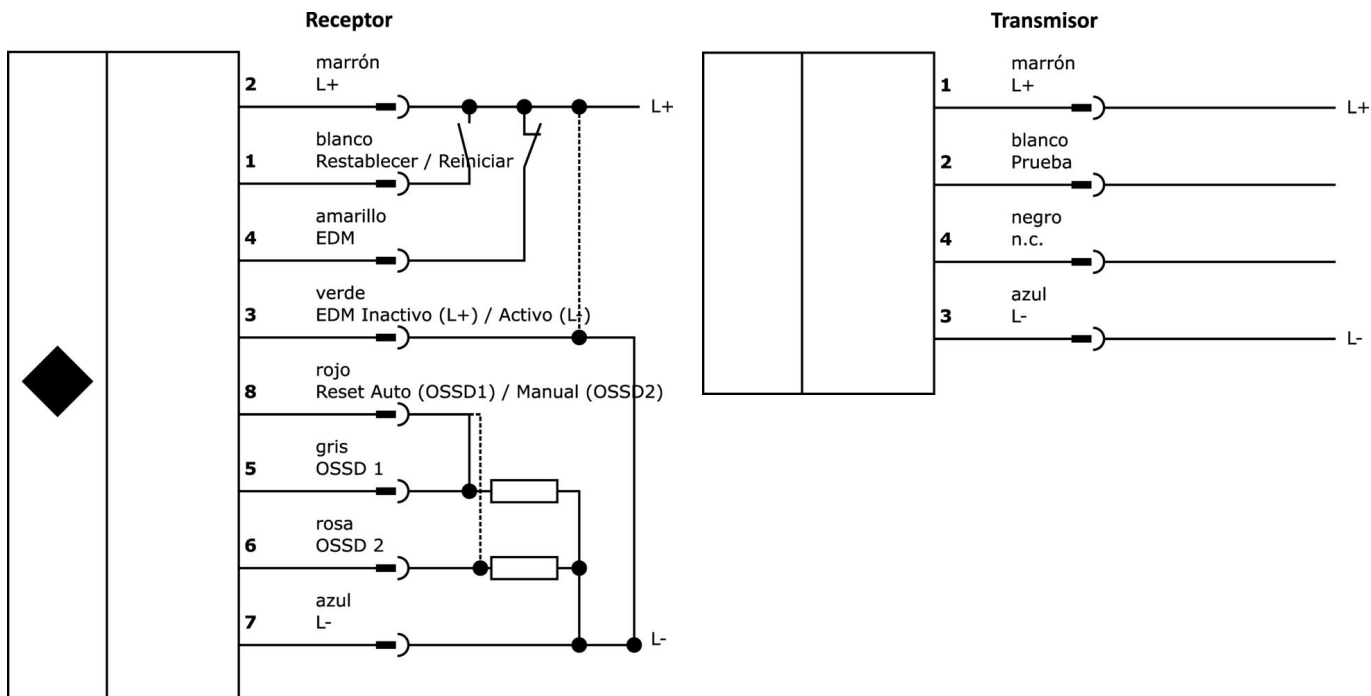 Receptor
2
marrón
L+
L+
1
blanco
Restablecer / Reiniciar
4
amarillo
EDM
3
verde
EDM Inactivo (L+) / Activo (L-)
8
rojo
Reset Auto (OSSD1) / Manual (OSSD2)
5
gris
OSSD 1
6
rosa
OSSD 2
7
azul
L-
L-
Transmisor
1
marrón
L+
L+
2
blanco
Prueba
4
negro
n.c.
3
azul
L-
L-